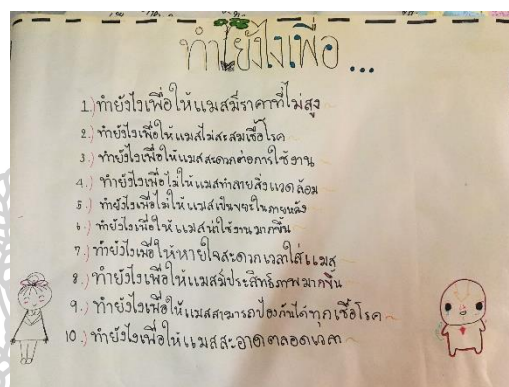 ทำยังไงเพื่อ...
1.) ทำยังไงเพื่อให้แมสมีราคาที่ไม่สูง
2.) ทำยังไงเพื่อให้แมสไม่สะสมเชื้อโรค
3.) ทำยังไงเพื่อให้แมสสะดวกต่อการใช้งาน
4.) ทำยังไงเพื่อไม่ให้แมสทำลายสิ่งแวดล้อม
5.) ทำยังไงเพื่อไม่ให้แมสเป็นขยะในภายหลัง
6.) ทำยังไงเพื่อให้แมสน่าใช้งานมากขึ้น
7.) ทำยังไงเพื่อให้หายใจสะดวกเวลาใส่แมส
8.) ทำยังไงเพื่อให้แมสมีประสิทธิภาพมากขึ้น
9.) ทำยังไงเพื่อให้แมสสามารถป้องกันได้ทุกเชื้อโรค
10.) ทำยังไงเพื่อให้แมสสะอาดตลอดเวลา